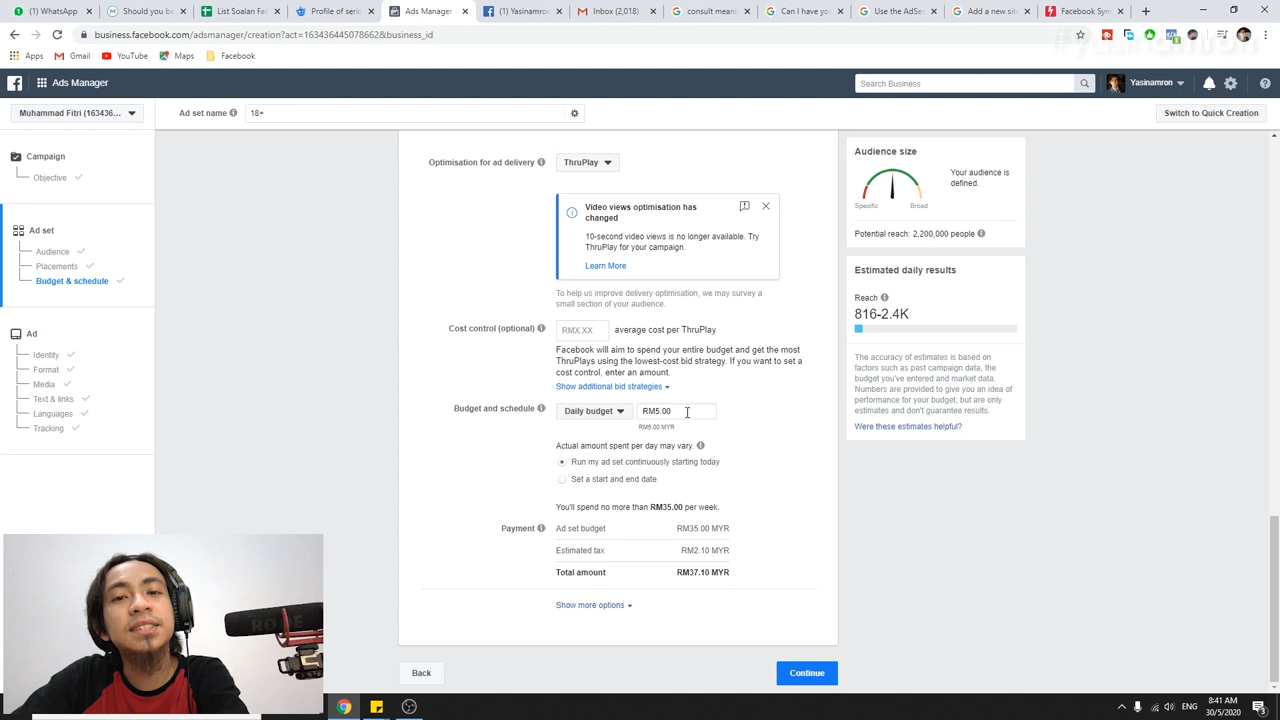 (1) WhatsApp
Should you be
List Soalan Fa
Profile of serio
Ads Manager
(1) Yasinamron
Inbox (2,018)
consult meani
Can I have yo
Use the AdSe
Add a new sit
Facebook Sym
business.facebook.com/adsmanager/creation?act=163436445078662&business_id
#yasinamron
Apps
Gmail
YouTube
Maps
Facebook
Ads Manager
Search Business
Yasinamron
Muhammad Fitri (163436...
Ad set name
18+
Switch to Quick Creation
Campaign
Objective
Ad set
Audience
Placements
Budget & schedule
Ad
Identity
Format
Media
Text & links
Languages
Tracking
Optimisation for ad delivery
ThruPlay
Video views optimisation has
changed
10-second video views is no longer available. Try
ThruPlay for your campaign.
Learn More
To help us improve delivery optimisation, we may survey a
small section of your audience.
Cost control (optional)
RMX.XX
average cost per ThruPlay
Facebook will aim to spend your entire budget and get the most
ThruPlays using the lowest-cost bid strategy. If you want to set a
cost control, enter an amount.
Show additional bid strategies
Budget and schedule
Daily budget
RM5.00
RM5.00 MYR
Actual amount spent per day may vary.
Run my ad set continuously starting today
Set a start and end date
You'll spend no more than RM35.00 per week.
Payment
Ad set budget
RM35.00 MYR
Estimated tax
RM2.10 MYR
Total amount
RM37.10 MYR
Show more options
Back
Continue
Audience size
Your audience is
defined.
Specific
Broad
Potential reach: 2,200,000 people
Estimated daily results
Reach
816-2.4K
The accuracy of estimates is based on
factors such as past campaign data, the
budget you've entered and market data.
Numbers are provided to give you an idea of
performance for your budget, but are only
estimates and don't guarantee results.
Were these estimates helpful?
RODE
ENG
8:41 AM
30/5/2020
3